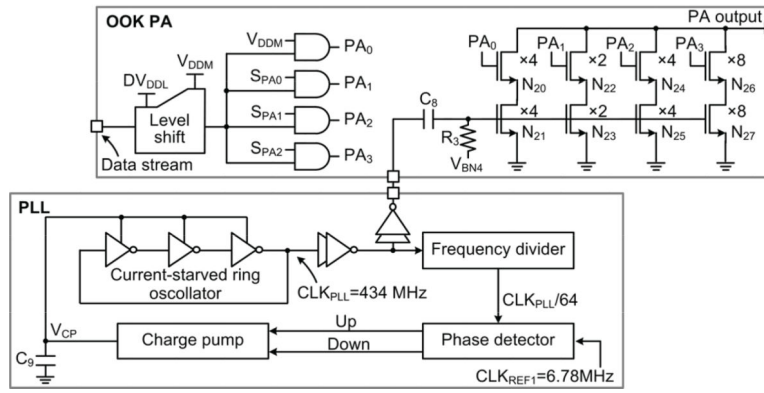 OOK PA
PA output
V_DDM
PA_0
S_PA0
PA_1
S_PA1
PA_2
S_PA2
PA_3
DV_DDL
V_DDM
Level
shift
Data stream
C_8
R_3
V_BN4
PA_0
×4
N_20
×4
N_21
PA_1
×2
N_22
×2
N_23
PA_2
×4
N_24
×4
N_25
PA_3
×8
N_26
×8
N_27
PLL
Current-starved ring
oscollator
CLK_PLL=434 MHz
Frequency divider
CLK_PLL/64
V_CP
C_9
Charge pump
Up
Down
Phase detector
CLK_REF1=6.78MHz